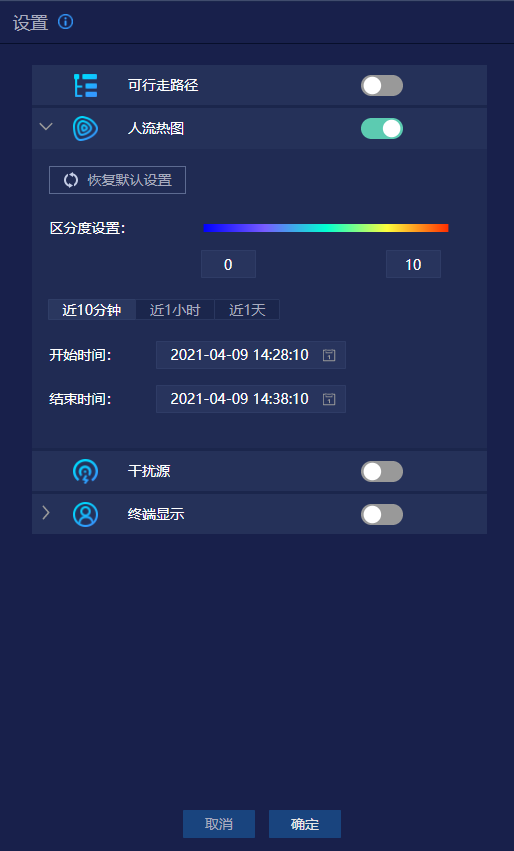 设置
可行走路径
人流热图
恢复默认设置
区分度设置：
0 10
近10分钟 近1小时 近1天
开始时间： 2021-04-09 14:28:10
结束时间： 2021-04-09 14:38:10
干扰源
终端显示
取消 确定